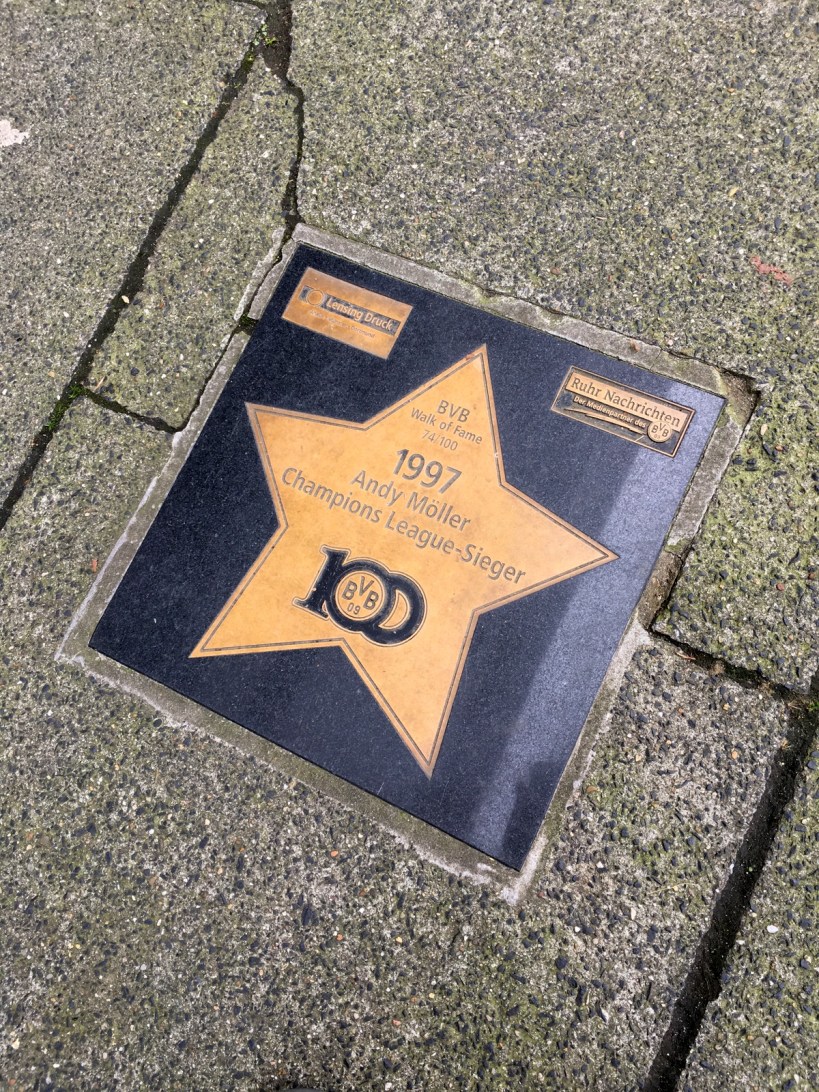 Lensing Druck
Ruhr Nachrichten
Der Medienpartner des
BVB
BVB
Walk of Fame
74/100
1997
Andy Möller
Champions League-Sieger
100
BVB
09